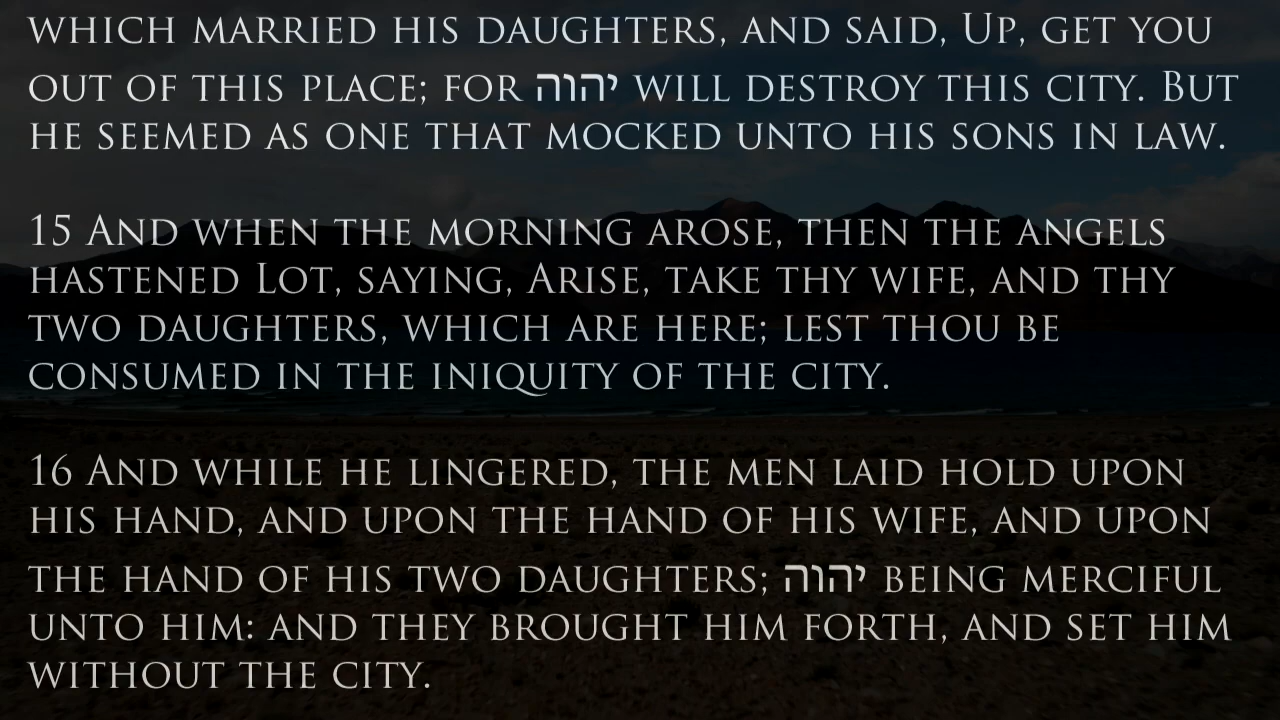 which married his daughters, and said, Up, get you
out of this place; for יהוה will destroy this city. But
he seemed as one that mocked unto his sons in law.
15 And when the morning arose, then the angels
hastened Lot, saying, Arise, take thy wife, and thy
two daughters, which are here; lest thou be
consumed in the iniquity of the city.
16 And while he lingered, the men laid hold upon
his hand, and upon the hand of his wife, and upon
the hand of his two daughters; יהוה being merciful
unto him: and they brought him forth, and set him
without the city.